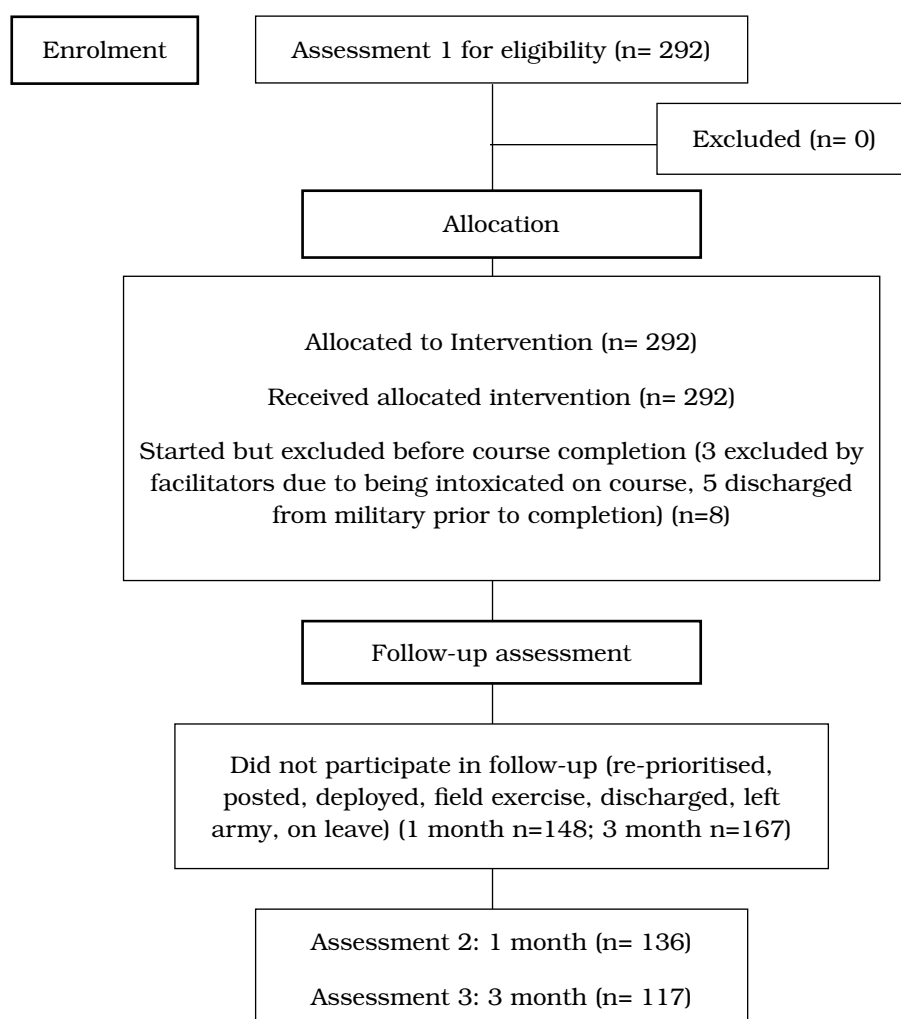 Enrolment
Assessment 1 for eligibility (n= 292)
Excluded (n= 0)
Allocation
Allocated to Intervention (n= 292)
Received allocated intervention (n= 292)
Started but excluded before course completion (3 excluded by
facilitators due to being intoxicated on course, 5 discharged
from military prior to completion) (n=8)
Follow-up assessment
Did not participate in follow-up (re-prioritised,
posted, deployed, field exercise, discharged, left
army, on leave) (1 month n=148; 3 month n=167)
Assessment 2: 1 month (n= 136)
Assessment 3: 3 month (n= 117)